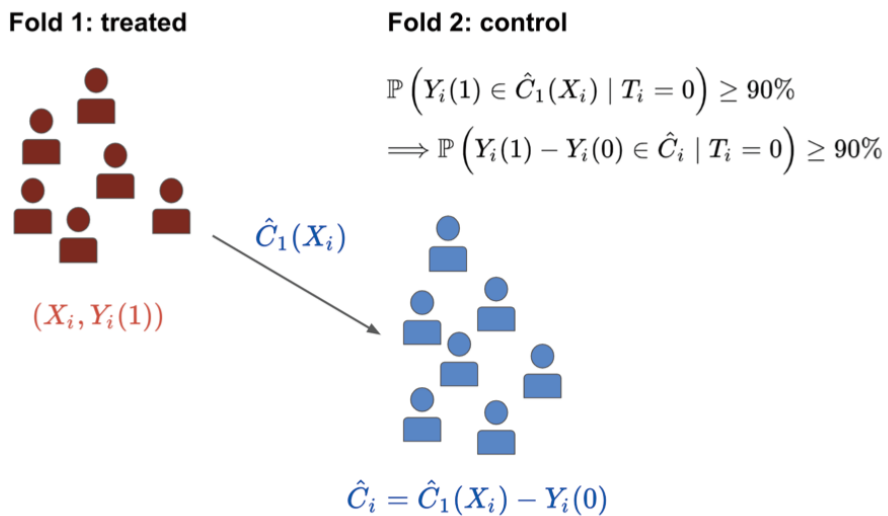 Fold 1: treated
(X_i, Y_i(1))
Ĉ_1(X_i)
Fold 2: control
ℙ(Y_i(1) ∈ Ĉ_1(X_i) | T_i = 0) ≥ 90%
⟹ ℙ(Y_i(1) − Y_i(0) ∈ Ĉ_i | T_i = 0) ≥ 90%
Ĉ_i = Ĉ_1(X_i) − Y_i(0)